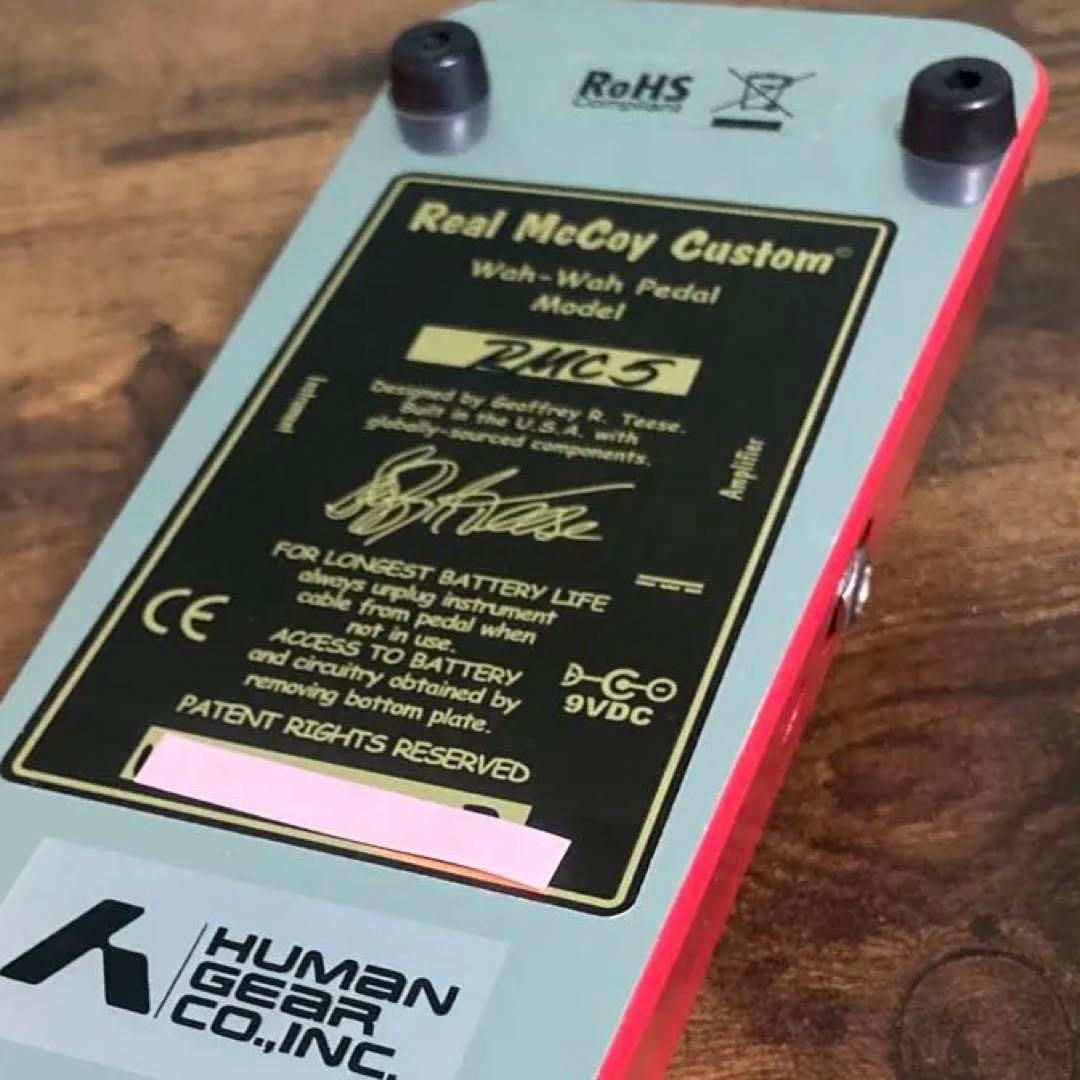 RoHS
Compliant
Real McCoy Custom
Wah-Wah Pedal
Model
RMC5
Designed by Geoffrey R. Teese.
Built in the U.S.A. with
globally-sourced components.
Instrument
Amplifier
FOR LONGEST BATTERY LIFE
always unplug instrument
cable from pedal when
not in use.
ACCESS TO BATTERY
and circuitry obtained by
removing bottom plate.
CE
9VDC
PATENT RIGHTS RESERVED
HUMAN
GEAR
CO.,INC.